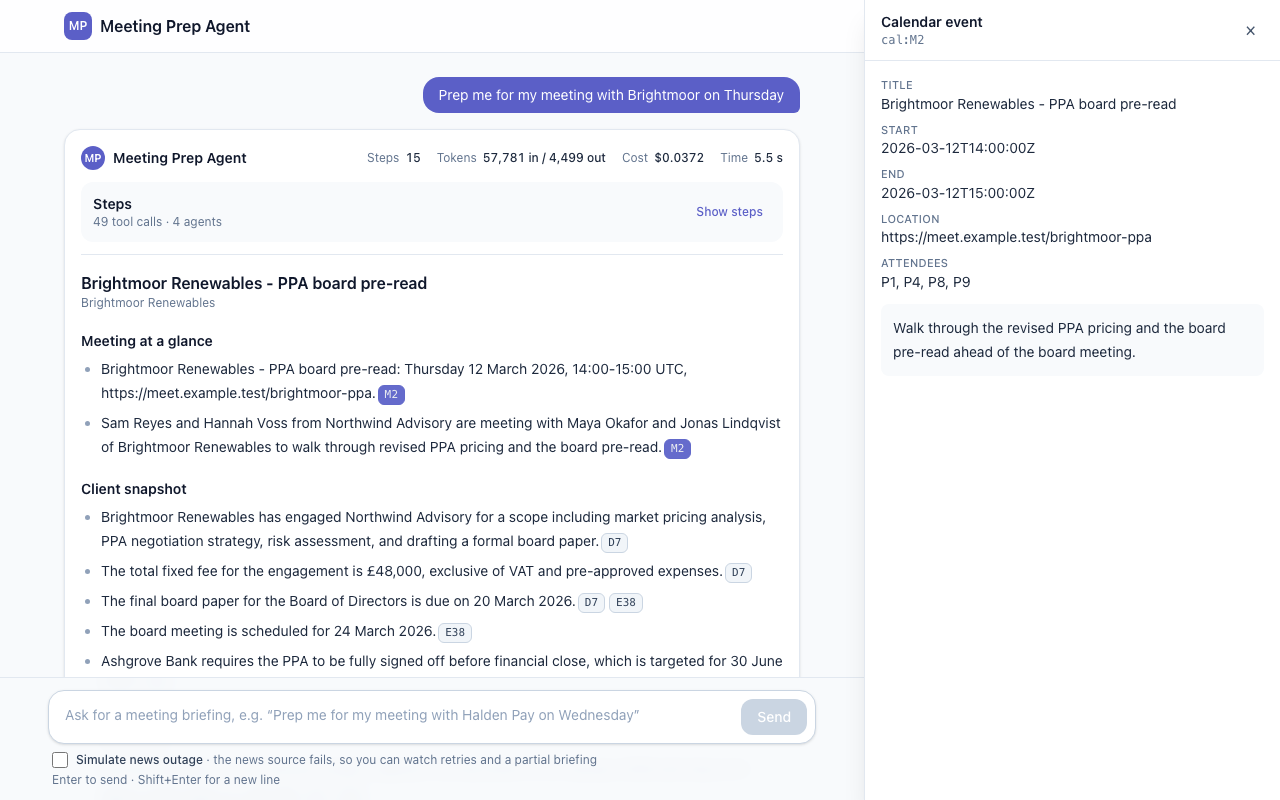 MP Meeting Prep Agent
Prep me for my meeting with Brightmoor on Thursday
MP Meeting Prep Agent Steps 15 Tokens 57,781 in / 4,499 out Cost $0.0372 Time 5.5 s
Steps
49 tool calls · 4 agents
Show steps
Brightmoor Renewables - PPA board pre-read
Brightmoor Renewables
Meeting at a glance
Brightmoor Renewables - PPA board pre-read: Thursday 12 March 2026, 14:00-15:00 UTC,
https://meet.example.test/brightmoor-ppa. M2
Sam Reyes and Hannah Voss from Northwind Advisory are meeting with Maya Okafor and Jonas Lindqvist
of Brightmoor Renewables to walk through revised PPA pricing and the board pre-read. M2
Client snapshot
Brightmoor Renewables has engaged Northwind Advisory for a scope including market pricing analysis,
PPA negotiation strategy, risk assessment, and drafting a formal board paper. D7
The total fixed fee for the engagement is £48,000, exclusive of VAT and pre-approved expenses. D7
The final board paper for the Board of Directors is due on 20 March 2026. D7 E38
The board meeting is scheduled for 24 March 2026. E38
Ashgrove Bank requires the PPA to be fully signed off before financial close, which is targeted for 30 June
Ask for a meeting briefing, e.g. “Prep me for my meeting with Halden Pay on Wednesday”
Send
Simulate news outage · the news source fails, so you can watch retries and a partial briefing
Enter to send · Shift+Enter for a new line
Calendar event
cal:M2
×
TITLE
Brightmoor Renewables - PPA board pre-read
START
2026-03-12T14:00:00Z
END
2026-03-12T15:00:00Z
LOCATION
https://meet.example.test/brightmoor-ppa
ATTENDEES
P1, P4, P8, P9
Walk through the revised PPA pricing and the board
pre-read ahead of the board meeting.